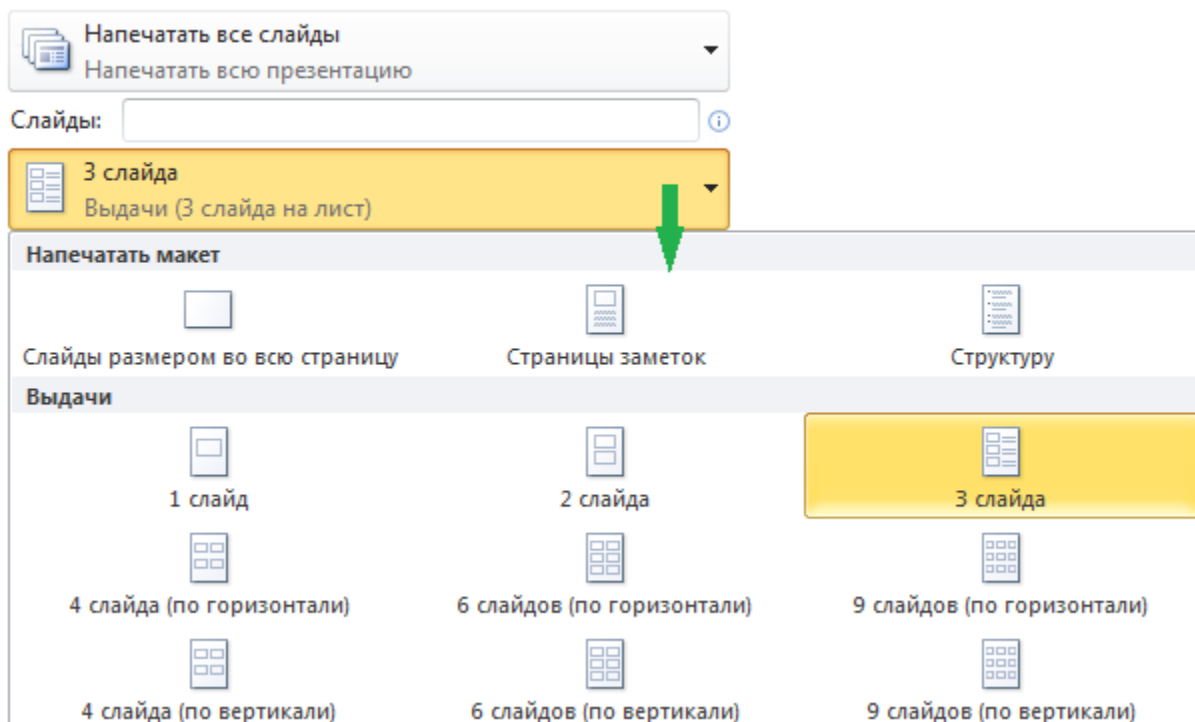 Напечатать все слайды
Напечатать всю презентацию
Слайды:
3 слайда
Выдачи (3 слайда на лист)
Напечатать макет
Слайды размером во всю страницу Страницы заметок Структуру
Выдачи
1 слайд 2 слайда 3 слайда
4 слайда (по горизонтали) 6 слайдов (по горизонтали) 9 слайдов (по горизонтали)
4 слайда (по вертикали) 6 слайдов (по вертикали) 9 слайдов (по вертикали)